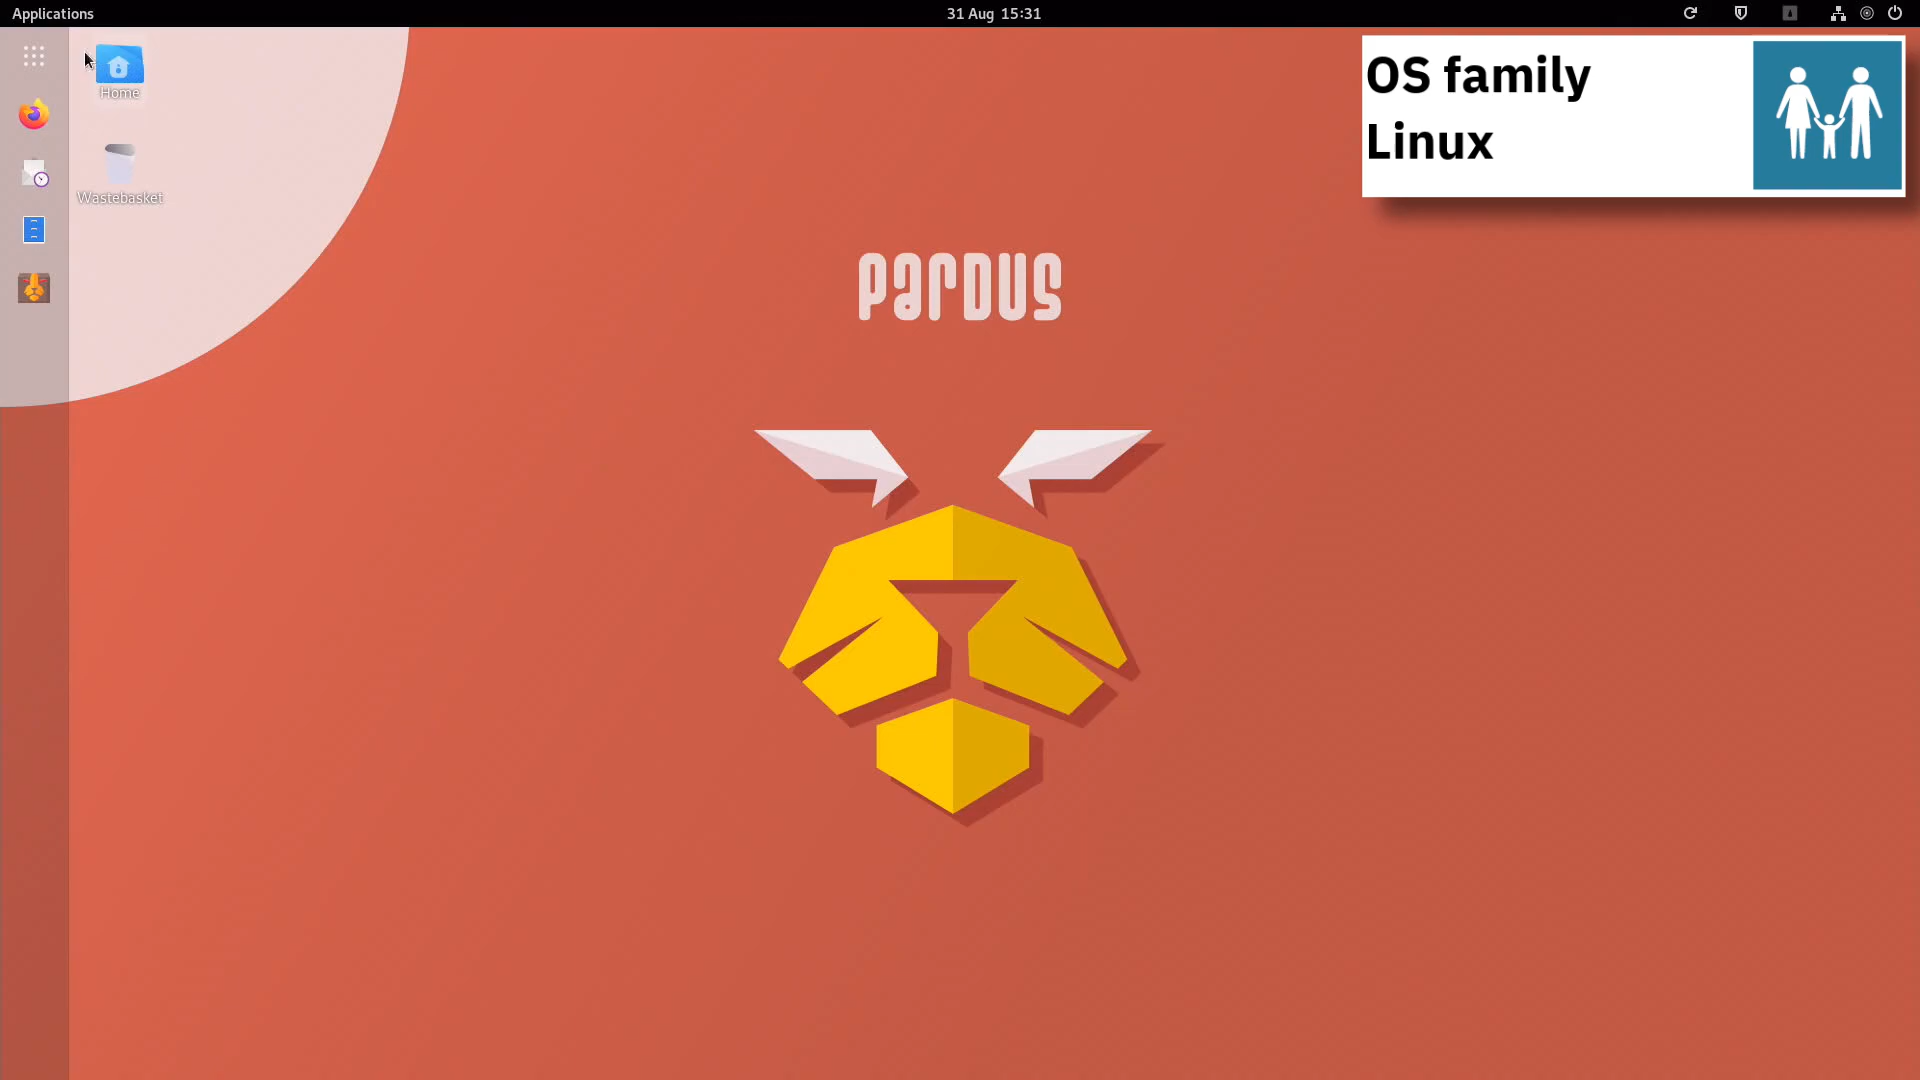 Applications
31 Aug 15:31
Home
Wastebasket
OS family
Linux
PARDUS